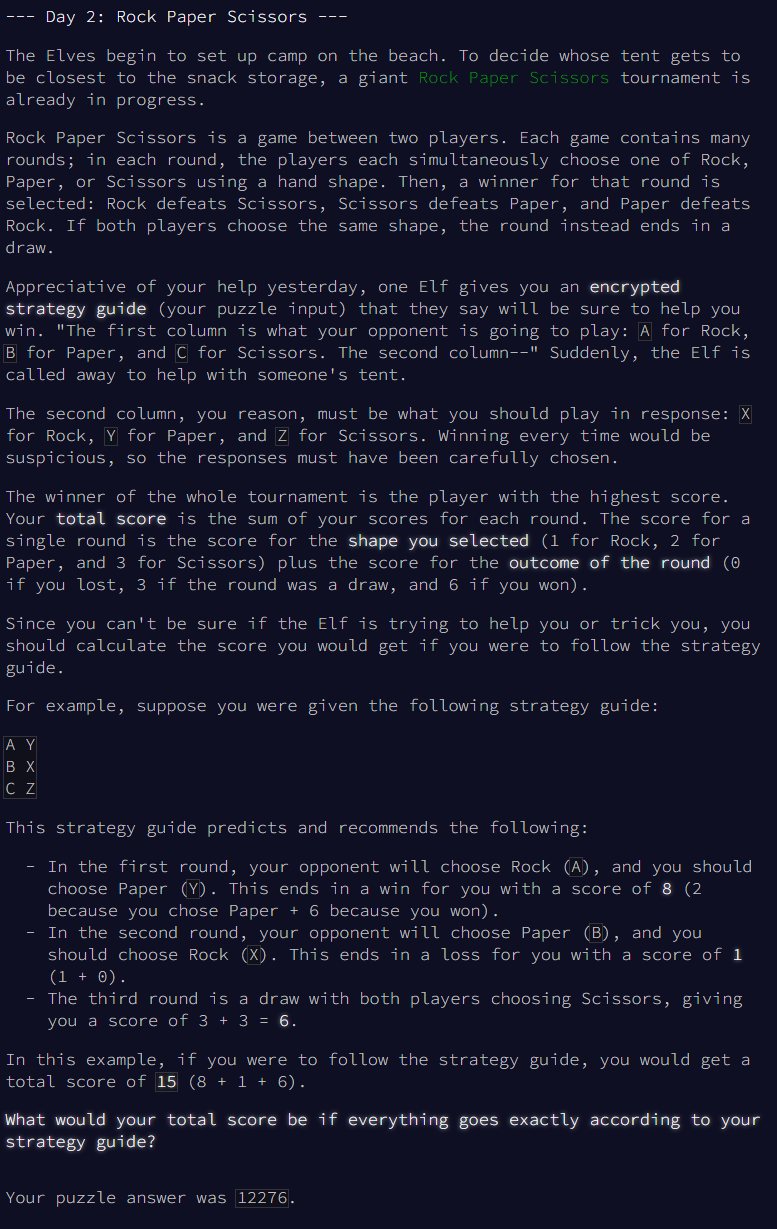 --- Day 2: Rock Paper Scissors ---
The Elves begin to set up camp on the beach. To decide whose tent gets to
be closest to the snack storage, a giant Rock Paper Scissors tournament is
already in progress.
Rock Paper Scissors is a game between two players. Each game contains many
rounds; in each round, the players each simultaneously choose one of Rock,
Paper, or Scissors using a hand shape. Then, a winner for that round is
selected: Rock defeats Scissors, Scissors defeats Paper, and Paper defeats
Rock. If both players choose the same shape, the round instead ends in a
draw.
Appreciative of your help yesterday, one Elf gives you an encrypted
strategy guide (your puzzle input) that they say will be sure to help you
win. "The first column is what your opponent is going to play: A for Rock,
B for Paper, and C for Scissors. The second column--" Suddenly, the Elf is
called away to help with someone's tent.
The second column, you reason, must be what you should play in response: X
for Rock, Y for Paper, and Z for Scissors. Winning every time would be
suspicious, so the responses must have been carefully chosen.
The winner of the whole tournament is the player with the highest score.
Your total score is the sum of your scores for each round. The score for a
single round is the score for the shape you selected (1 for Rock, 2 for
Paper, and 3 for Scissors) plus the score for the outcome of the round (0
if you lost, 3 if the round was a draw, and 6 if you won).
Since you can't be sure if the Elf is trying to help you or trick you, you
should calculate the score you would get if you were to follow the strategy
guide.
For example, suppose you were given the following strategy guide:
A Y
B X
C Z
This strategy guide predicts and recommends the following:
- In the first round, your opponent will choose Rock (A), and you should
choose Paper (Y). This ends in a win for you with a score of 8 (2
because you chose Paper + 6 because you won).
- In the second round, your opponent will choose Paper (B), and you
should choose Rock (X). This ends in a loss for you with a score of 1
(1 + 0).
- The third round is a draw with both players choosing Scissors, giving
you a score of 3 + 3 = 6.
In this example, if you were to follow the strategy guide, you would get a
total score of 15 (8 + 1 + 6).
What would your total score be if everything goes exactly according to your
strategy guide?
Your puzzle answer was 12276.